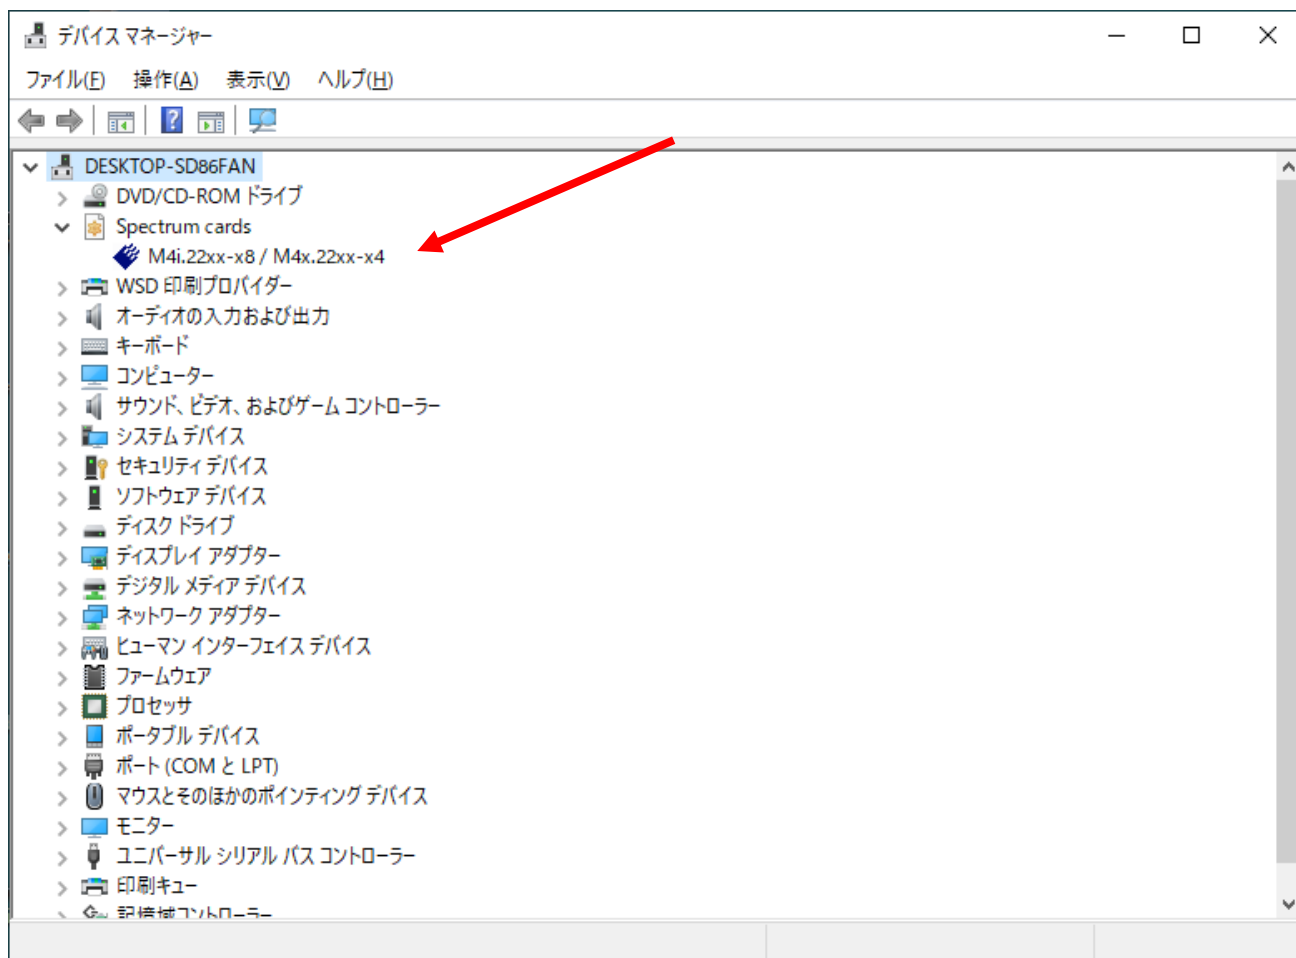 デバイス マネージャー
ファイル(F) 操作(A) 表示(V) ヘルプ(H)
DESKTOP-SD86FAN
DVD/CD-ROM ドライブ
Spectrum cards
M4i.22xx-x8 / M4x.22xx-x4
WSD 印刷プロバイダー
オーディオの入力および出力
キーボード
コンピューター
サウンド、ビデオ、およびゲーム コントローラー
システム デバイス
セキュリティ デバイス
ソフトウェア デバイス
ディスク ドライブ
ディスプレイ アダプター
デジタル メディア デバイス
ネットワーク アダプター
ヒューマン インターフェイス デバイス
ファームウェア
プロセッサ
ポータブル デバイス
ポート (COM と LPT)
マウスとそのほかのポインティング デバイス
モニター
ユニバーサル シリアル バス コントローラー
印刷キュー
記憶域コントローラー